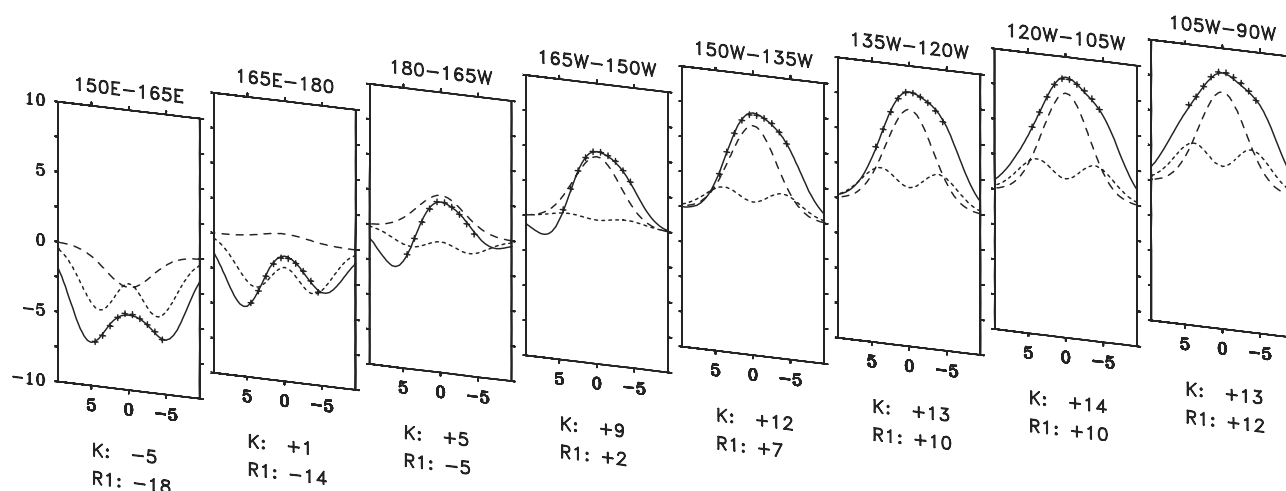 150E−165E
165E−180
180−165W
165W−150W
150W−135W
135W−120W
120W−105W
105W−90W
10
5
0
−5
−10
5 0 −5
5 0 −5
5 0 −5
5 0 −5
5 0 −5
5 0 −5
5 0 −5
5 0 −5
K: −5
R1: −18
K: +1
R1: −14
K: +5
R1: −5
K: +9
R1: +2
K: +12
R1: +7
K: +13
R1: +10
K: +14
R1: +10
K: +13
R1: +12